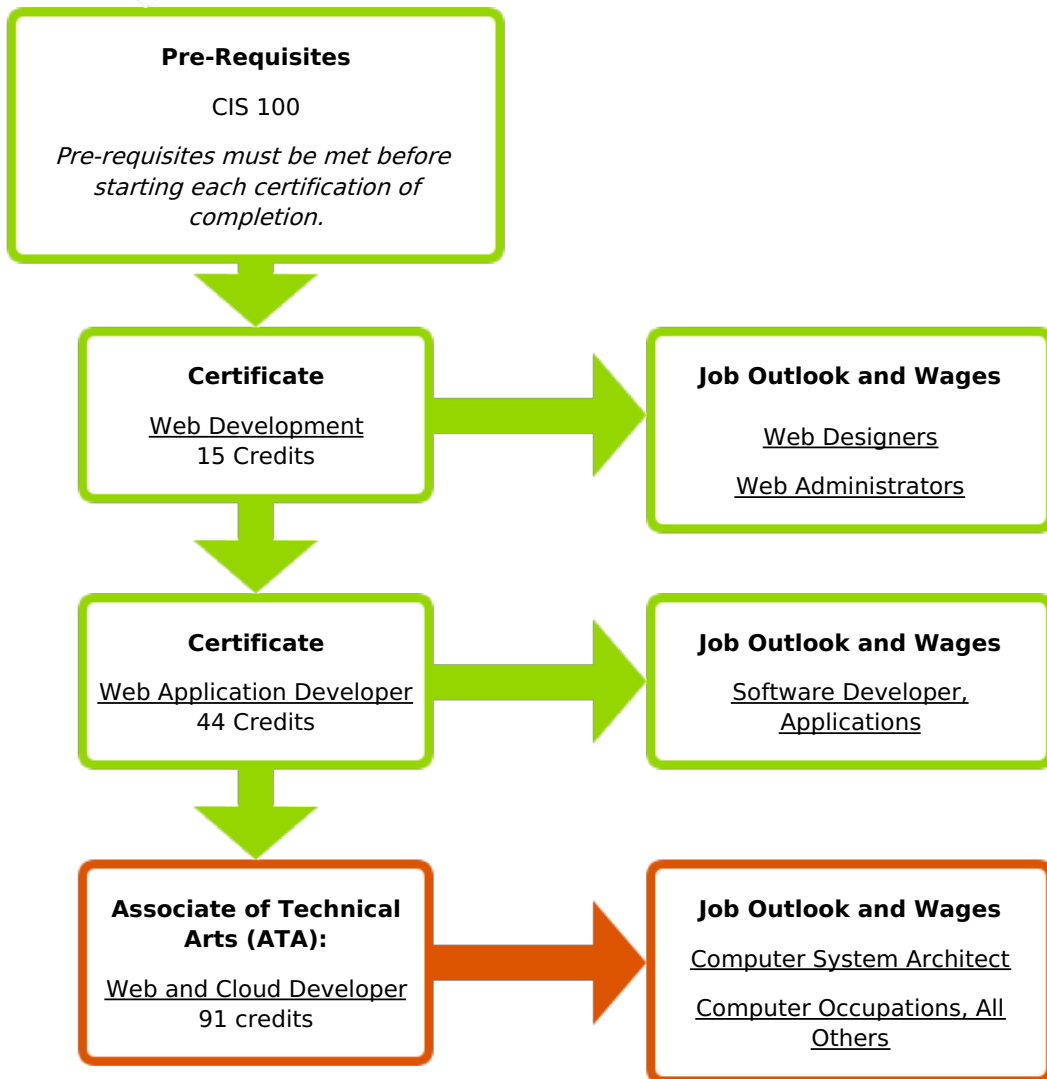 Pre-Requisites
CIS 100
Pre-requisites must be met before
starting each certification of
completion.
Certificate
Web Development
15 Credits
Job Outlook and Wages
Web Designers
Web Administrators
Certificate
Web Application Developer
44 Credits
Job Outlook and Wages
Software Developer,
Applications
Associate of Technical
Arts (ATA):
Web and Cloud Developer
91 credits
Job Outlook and Wages
Computer System Architect
Computer Occupations, All
Others